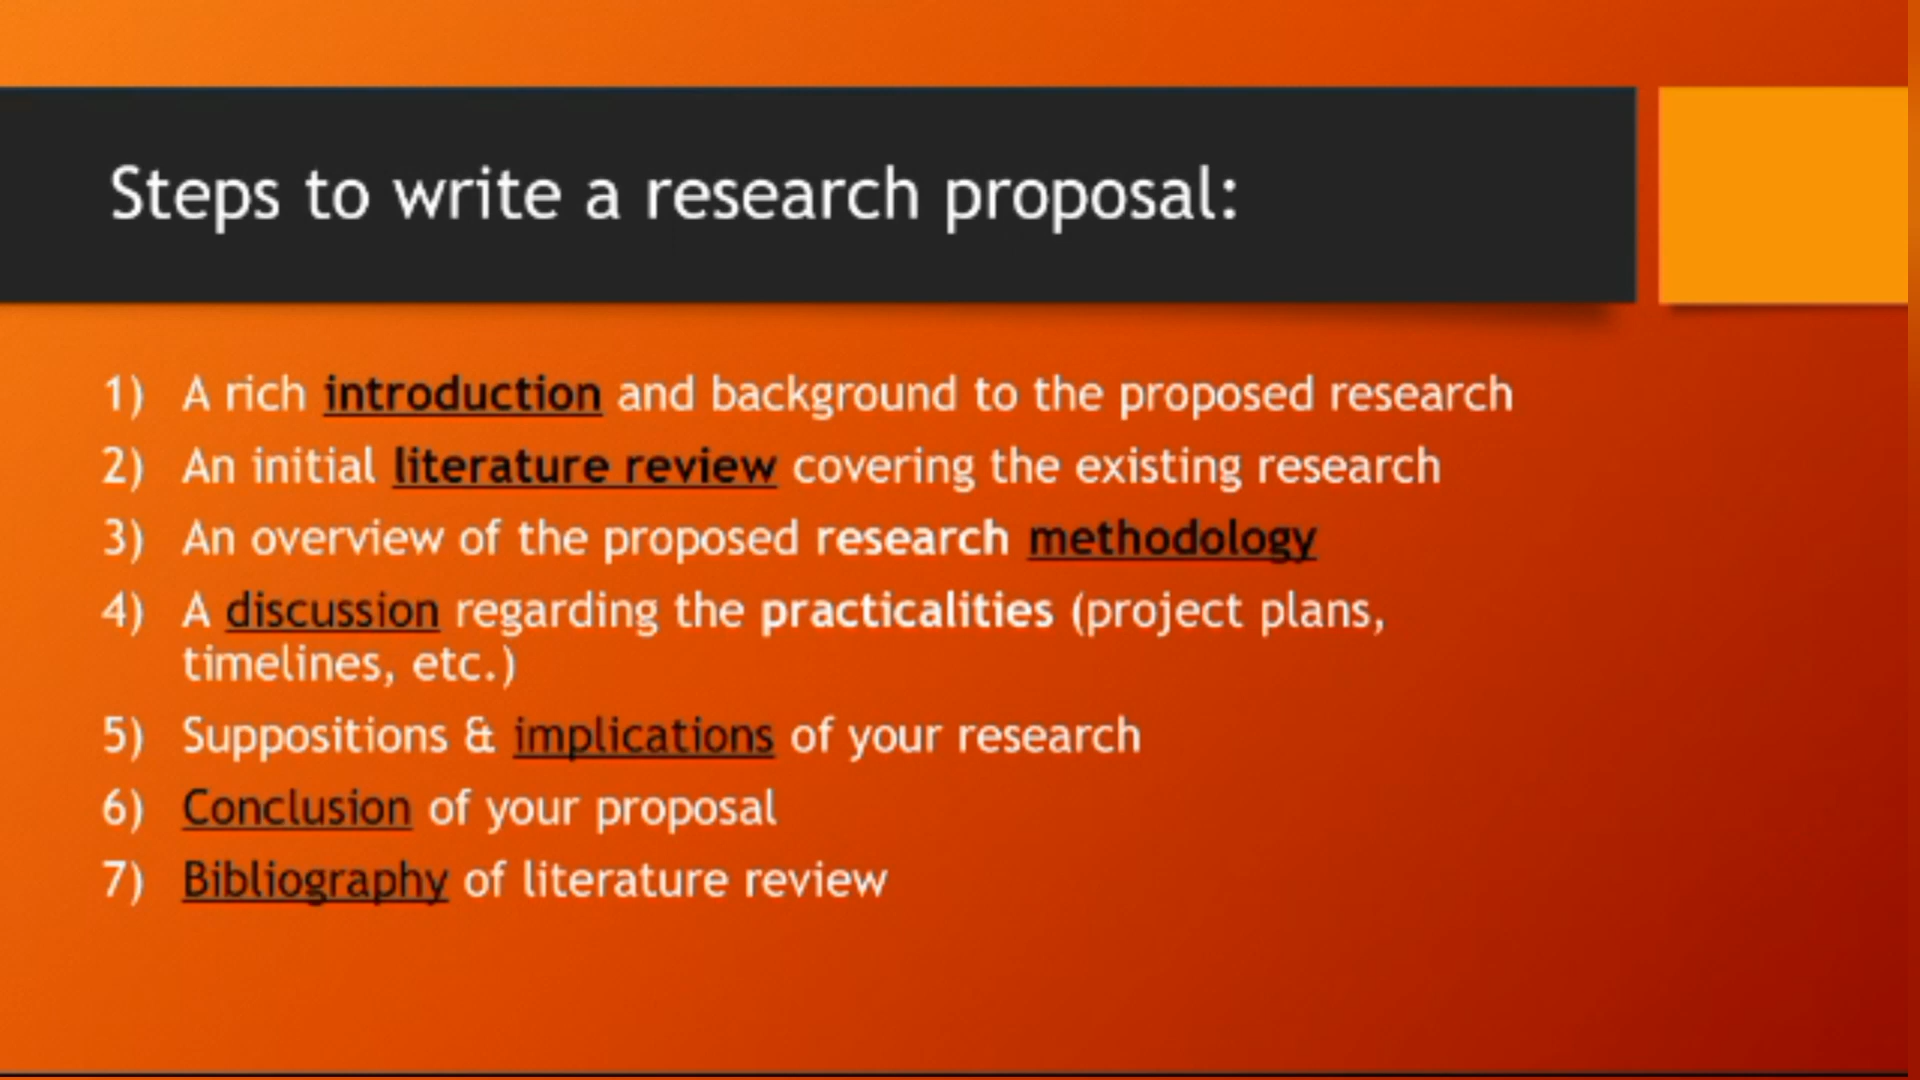 Steps to write a research proposal:
1) A rich introduction and background to the proposed research
2) An initial literature review covering the existing research
3) An overview of the proposed research methodology
4) A discussion regarding the practicalities (project plans,
timelines, etc.)
5) Suppositions & implications of your research
6) Conclusion of your proposal
7) Bibliography of literature review